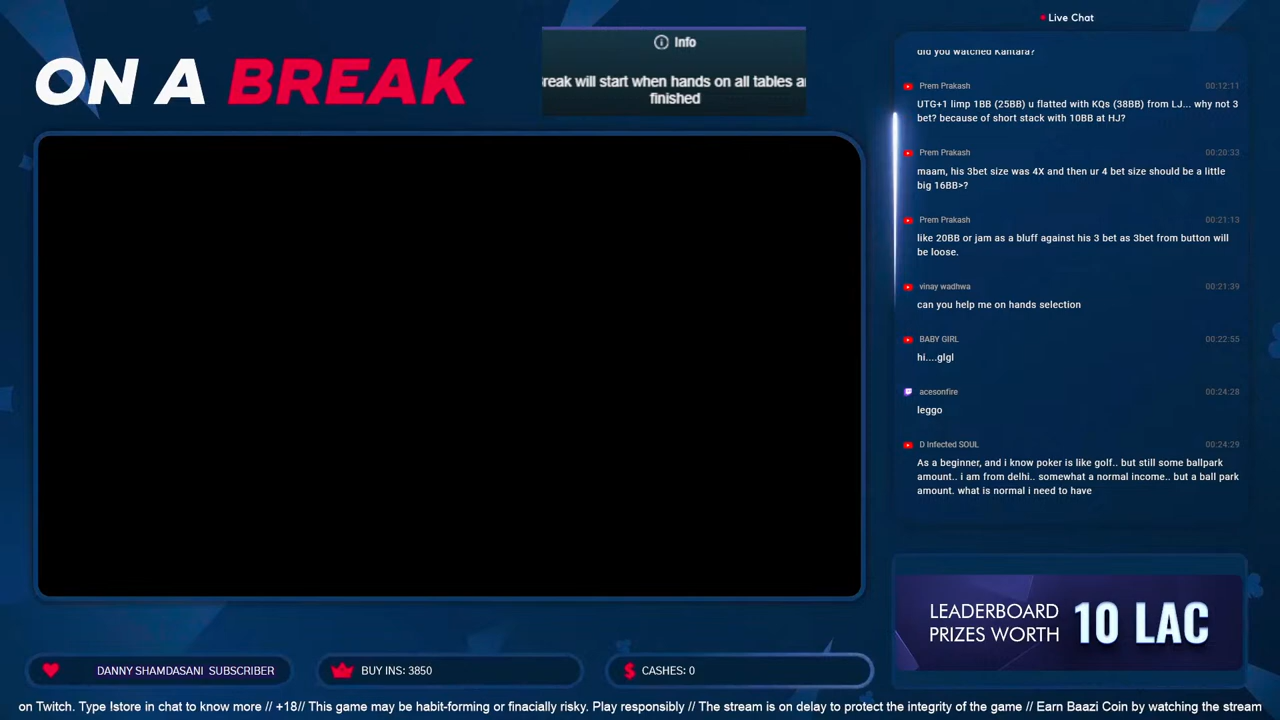 Live Chat
ON A BREAK
Info
reak will start when hands on all tables a
finished
did you watched Kantara?
Prem Prakash 00:12:11
UTG+1 limp 1BB (25BB) u flatted with KQs (38BB) from LJ... why not 3
bet? because of short stack with 10BB at HJ?
Prem Prakash 00:20:33
maam, his 3bet size was 4X and then ur 4 bet size should be a little
big 16BB>?
Prem Prakash 00:21:13
like 20BB or jam as a bluff against his 3 bet as 3bet from button will
be loose.
vinay wadhwa 00:21:39
can you help me on hands selection
BABY GIRL 00:22:55
hi....glgl
acesonfire 00:24:28
leggo
D Infected SOUL 00:24:29
As a beginner, and i know poker is like golf.. but still some ballpark
amount.. i am from delhi.. somewhat a normal income.. but a ball park
amount. what is normal i need to have
LEADERBOARD
PRIZES WORTH
10 LAC
DANNY SHAMDASANI SUBSCRIBER
BUY INS: 3850
CASHES: 0
on Twitch. Type !store in chat to know more // +18// This game may be habit-forming or finacially risky. Play responsibly // The stream is on delay to protect the integrity of the game // Earn Baazi Coin by watching the stream